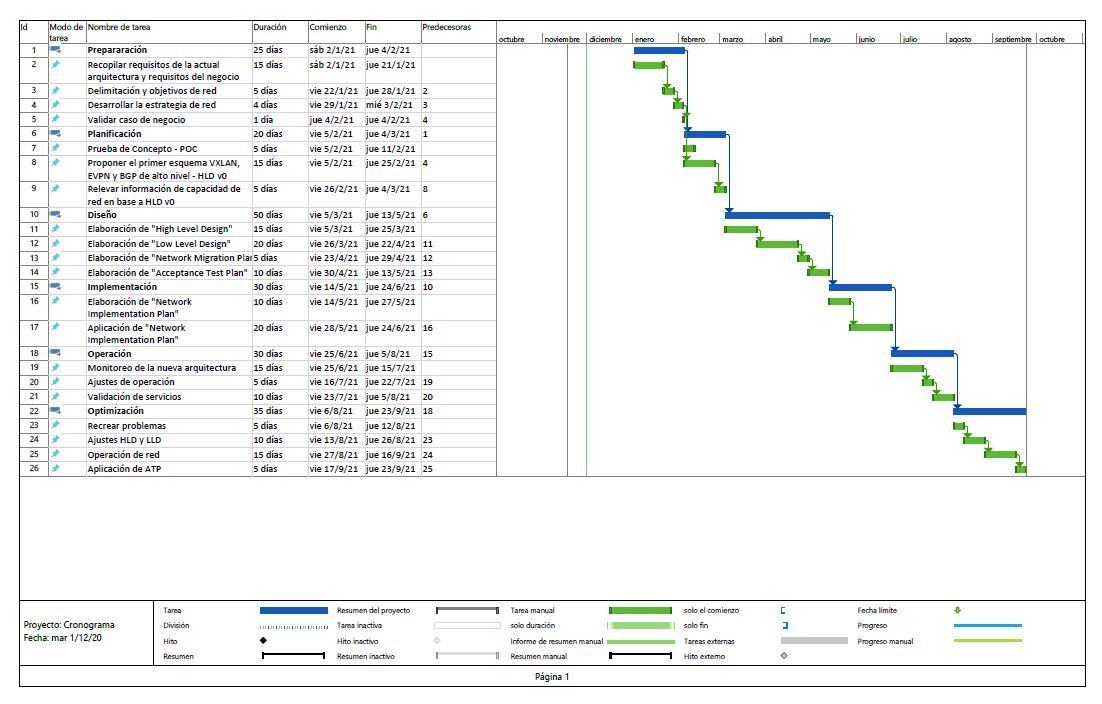 Id Modo de tarea Nombre de tarea Duración Comienzo Fin Predecesoras
octubre noviembre diciembre enero febrero marzo abril mayo junio julio agosto septiembre octubre
1 Prepararación 25 días sáb 2/1/21 jue 4/2/21
2 Recopilar requisitos de la actual arquitectura y requisitos del negocio 15 días sáb 2/1/21 jue 21/1/21
3 Delimitación y objetivos de red 5 días vie 22/1/21 jue 28/1/21 2
4 Desarrollar la estrategia de red 4 días vie 29/1/21 mié 3/2/21 3
5 Validar caso de negocio 1 día jue 4/2/21 jue 4/2/21 4
6 Planificación 20 días vie 5/2/21 jue 4/3/21 1
7 Prueba de Concepto - POC 5 días vie 5/2/21 jue 11/2/21
8 Proponer el primer esquema VXLAN, EVPN y BGP de alto nivel - HLD v0 15 días vie 5/2/21 jue 25/2/21 4
9 Relevar información de capacidad de red en base a HLD v0 5 días vie 26/2/21 jue 4/3/21 8
10 Diseño 50 días vie 5/3/21 jue 13/5/21 6
11 Elaboración de "High Level Design" 15 días vie 5/3/21 jue 25/3/21
12 Elaboración de "Low Level Design" 20 días vie 26/3/21 jue 22/4/21 11
13 Elaboración de "Network Migration Plan 5 días vie 23/4/21 jue 29/4/21 12
14 Elaboración de "Acceptance Test Plan" 10 días vie 30/4/21 jue 13/5/21 13
15 Implementación 30 días vie 14/5/21 jue 24/6/21 10
16 Elaboración de "Network Implementation Plan" 10 días vie 14/5/21 jue 27/5/21
17 Aplicación de "Network Implementation Plan" 20 días vie 28/5/21 jue 24/6/21 16
18 Operación 30 días vie 25/6/21 jue 5/8/21 15
19 Monitoreo de la nueva arquitectura 15 días vie 25/6/21 jue 15/7/21
20 Ajustes de operación 5 días vie 16/7/21 jue 22/7/21 19
21 Validación de servicios 10 días vie 23/7/21 jue 5/8/21 20
22 Optimización 35 días vie 6/8/21 jue 23/9/21 18
23 Recrear problemas 5 días vie 6/8/21 jue 12/8/21
24 Ajustes HLD y LLD 10 días vie 13/8/21 jue 26/8/21 23
25 Operación de red 15 días vie 27/8/21 jue 16/9/21 24
26 Aplicación de ATP 5 días vie 17/9/21 jue 23/9/21 25
Proyecto: Cronograma
Fecha: mar 1/12/20
Tarea Resumen del proyecto Tarea manual solo el comienzo Fecha límite
División Tarea inactiva solo duración solo fin Progreso
Hito Hito inactivo Informe de resumen manual Tareas externas Progreso manual
Resumen Resumen inactivo Resumen manual Hito externo
Página 1